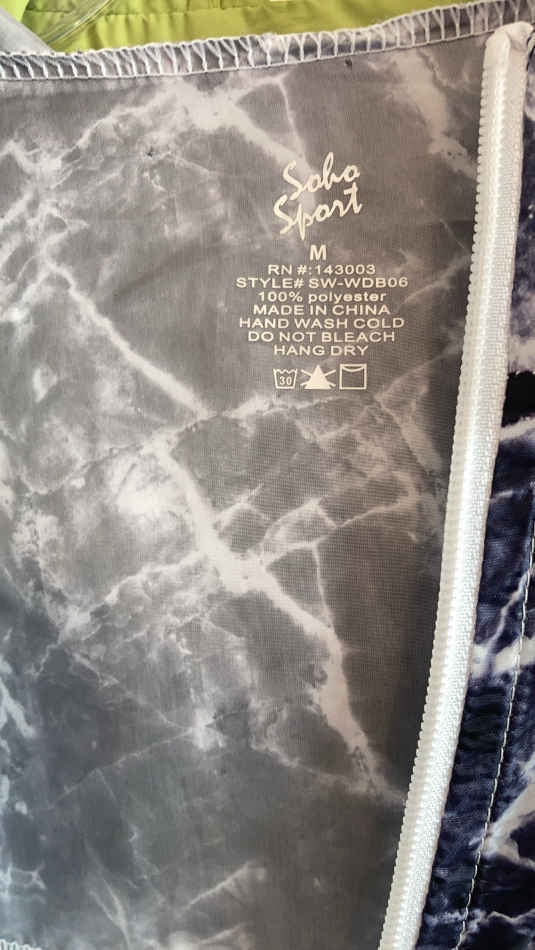 Soho
Sport
M
RN #:143003
STYLE# SW-WDB06
100% polyester
MADE IN CHINA
HAND WASH COLD
DO NOT BLEACH
HANG DRY
30